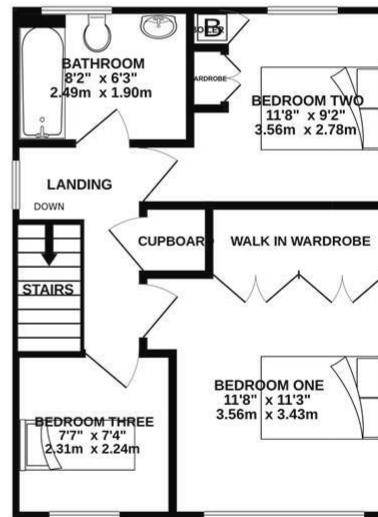 BATHROOM
8'2" x 6'3"
2.49m x 1.90m
B
BOILER
WARDROBE
BEDROOM TWO
11'8" x 9'2"
3.56m x 2.78m
LANDING
DOWN
CUPBOARD
WALK IN WARDROBE
STAIRS
BEDROOM ONE
11'8" x 11'3"
3.56m x 3.43m
BEDROOM THREE
7'7" x 7'4"
2.31m x 2.24m